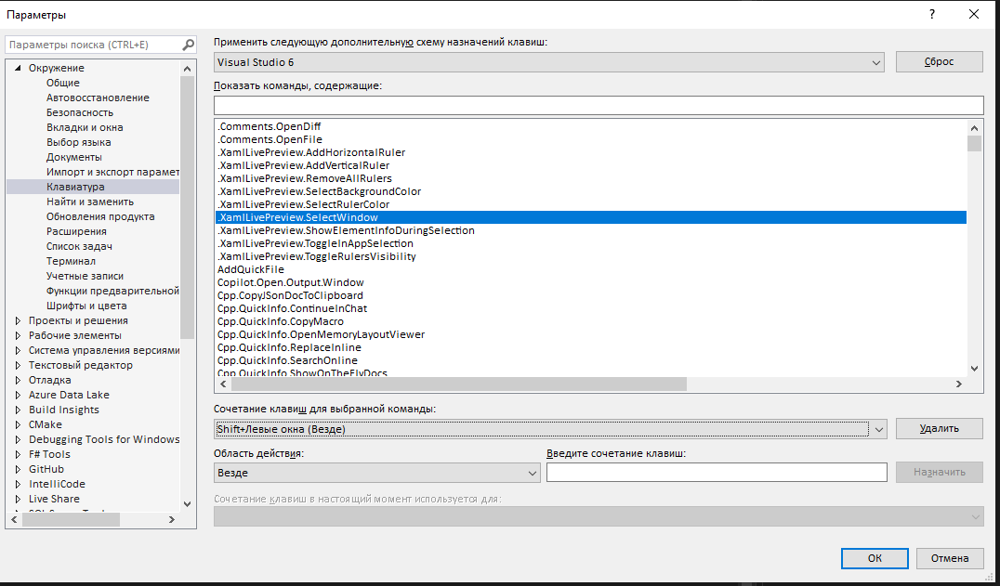 Параметры
Параметры поиска (CTRL+E)
Окружение
Общие
Автовосстановление
Безопасность
Вкладки и окна
Выбор языка
Документы
Импорт и экспорт парамет
Клавиатура
Найти и заменить
Обновления продукта
Расширения
Список задач
Терминал
Учетные записи
Функции предварительной
Шрифты и цвета
Проекты и решения
Рабочие элементы
Система управления версиями
Текстовый редактор
Отладка
Azure Data Lake
Build Insights
CMake
Debugging Tools for Windows
F# Tools
GitHub
IntelliCode
Live Share
Применить следующую дополнительную схему назначений клавиш:
Visual Studio 6
Сброс
Показать команды, содержащие:
.Comments.OpenDiff
.Comments.OpenFile
.XamlLivePreview.AddHorizontalRuler
.XamlLivePreview.AddVerticalRuler
.XamlLivePreview.RemoveAllRulers
.XamlLivePreview.SelectBackgroundColor
.XamlLivePreview.SelectRulerColor
.XamlLivePreview.SelectWindow
.XamlLivePreview.ShowElementInfoDuringSelection
.XamlLivePreview.ToggleInAppSelection
.XamlLivePreview.ToggleRulersVisibility
AddQuickFile
Copilot.Open.Output.Window
Cpp.CopyJSonDocToClipboard
Cpp.QuickInfo.ContinueInChat
Cpp.QuickInfo.CopyMacro
Cpp.QuickInfo.OpenMemoryLayoutViewer
Cpp.QuickInfo.ReplaceInline
Cpp.QuickInfo.SearchOnline
Cpp.QuickInfo.ShowOnTheFlyDocs
Сочетание клавиш для выбранной команды:
Shift+Левые окна (Везде)
Удалить
Область действия:
Введите сочетание клавиш:
Везде
Назначить
Сочетание клавиш в настоящий момент используется для:
ОК
Отмена